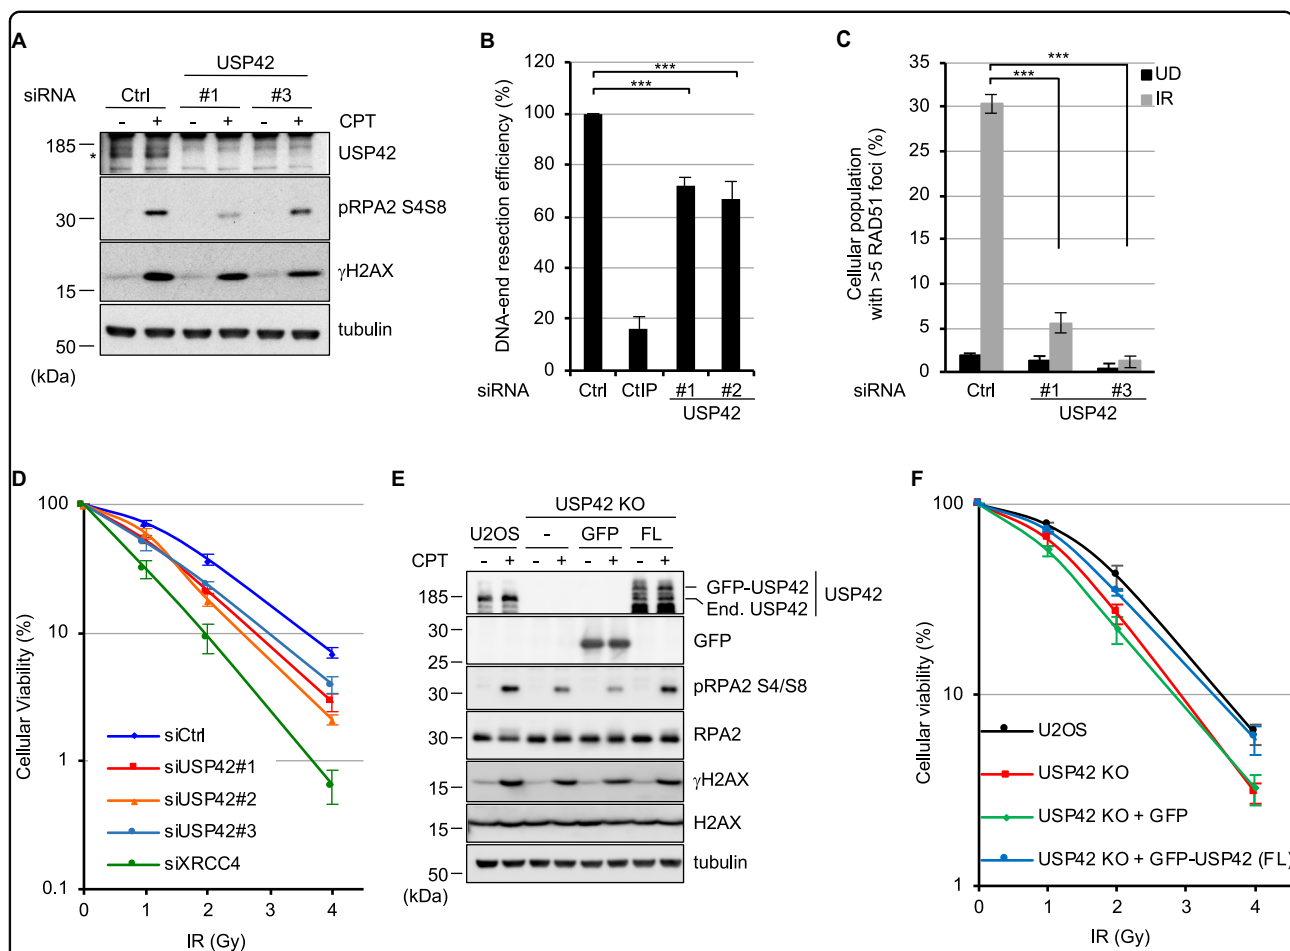 A
USP42
siRNA Ctrl #1 #3
- + - + - + CPT
185
*
USP42
30
pRPA2 S4S8
15
γH2AX
50
tubulin
(kDa)
B
DNA-end resection efficiency (%)
120
100
80
60
40
20
0
***
***
siRNA Ctrl CtIP #1 #2
USP42
C
Cellular population
with >5 RAD51 foci (%)
35
30
25
20
15
10
5
0
***
***
UD
IR
siRNA Ctrl #1 #3
USP42
D
Cellular Viability (%)
100
10
1
0.1
siCtrl
siUSP42#1
siUSP42#2
siUSP42#3
siXRCC4
0 1 2 3 4
IR (Gy)
E
USP42 KO
U2OS - GFP FL
CPT - + - + - + - +
185
GFP-USP42
End. USP42
USP42
30
25
GFP
30
pRPA2 S4/S8
30
RPA2
15
γH2AX
15
H2AX
50
tubulin
(kDa)
F
Cellular viability (%)
100
10
1
U2OS
USP42 KO
USP42 KO + GFP
USP42 KO + GFP-USP42 (FL)
0 1 2 3 4
IR (Gy)